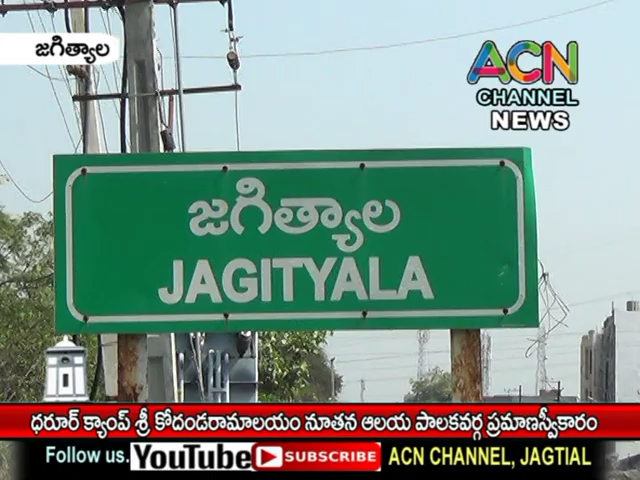 జగిత్యాల
ACN
CHANNEL
NEWS
జగిత్యాల
JAGITYALA
ధరూర్ క్యాంప్ శ్రీ కోదండరామాలయం నూతన ఆలయ పాలకవర్గ ప్రమాణస్వీకారం
Follow us. YouTube SUBSCRIBE ACN CHANNEL, JAGTIAL